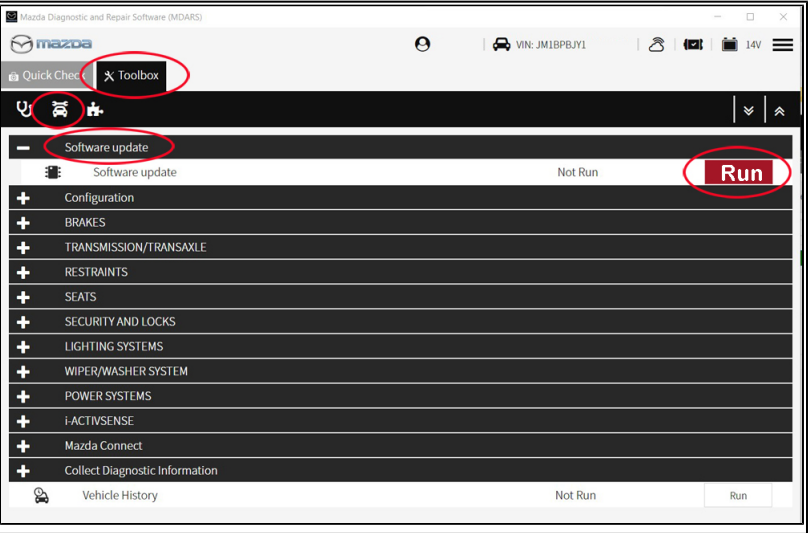 Mazda Diagnostic and Repair Software (MDARS)
mazda
VIN: JM1BPBJY1
14V
Quick Check
Toolbox
Software update
Software update Not Run Run
Configuration
BRAKES
TRANSMISSION/TRANSAXLE
RESTRAINTS
SEATS
SECURITY AND LOCKS
LIGHTING SYSTEMS
WIPER/WASHER SYSTEM
POWER SYSTEMS
i-ACTIVSENSE
Mazda Connect
Collect Diagnostic Information
Vehicle History Not Run Run